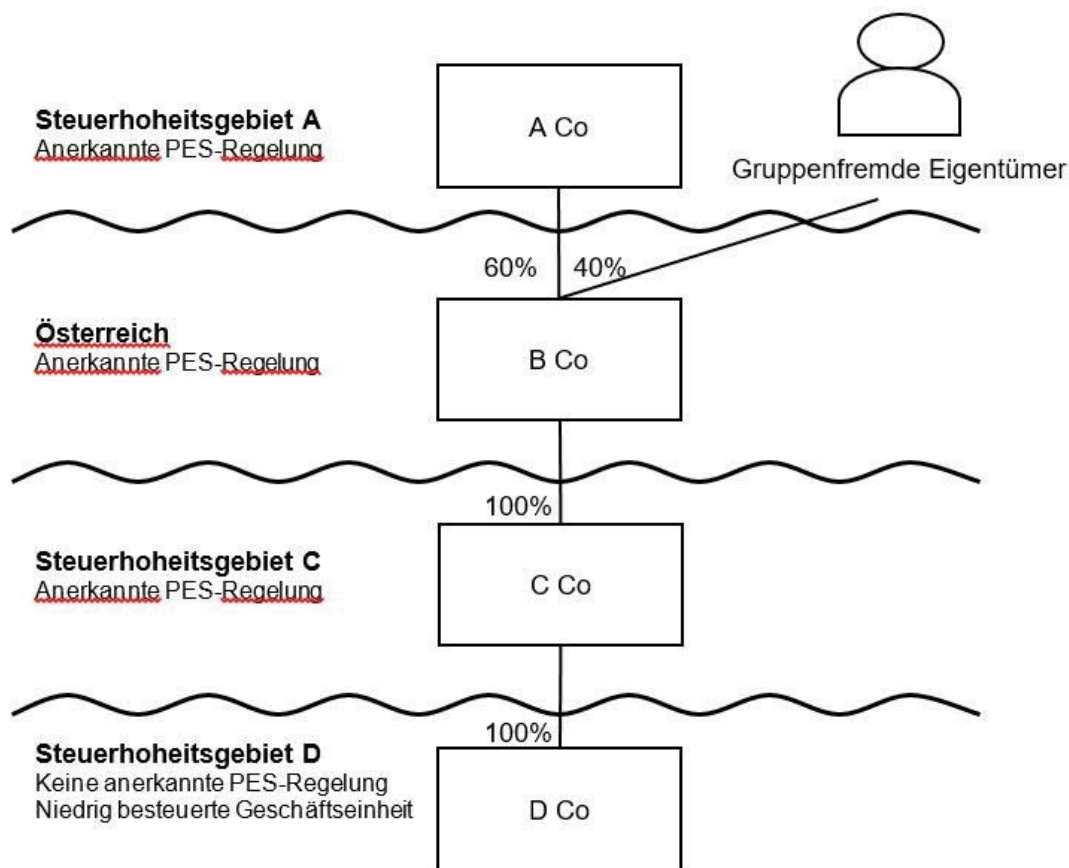 Steuerhoheitsgebiet A
Anerkannte PES-Regelung
A Co
Gruppenfremde Eigentümer
60%
40%
Österreich
Anerkannte PES-Regelung
B Co
100%
Steuerhoheitsgebiet C
Anerkannte PES-Regelung
C Co
100%
Steuerhoheitsgebiet D
Keine anerkannte PES-Regelung
Niedrig besteuerte Geschäftseinheit
D Co